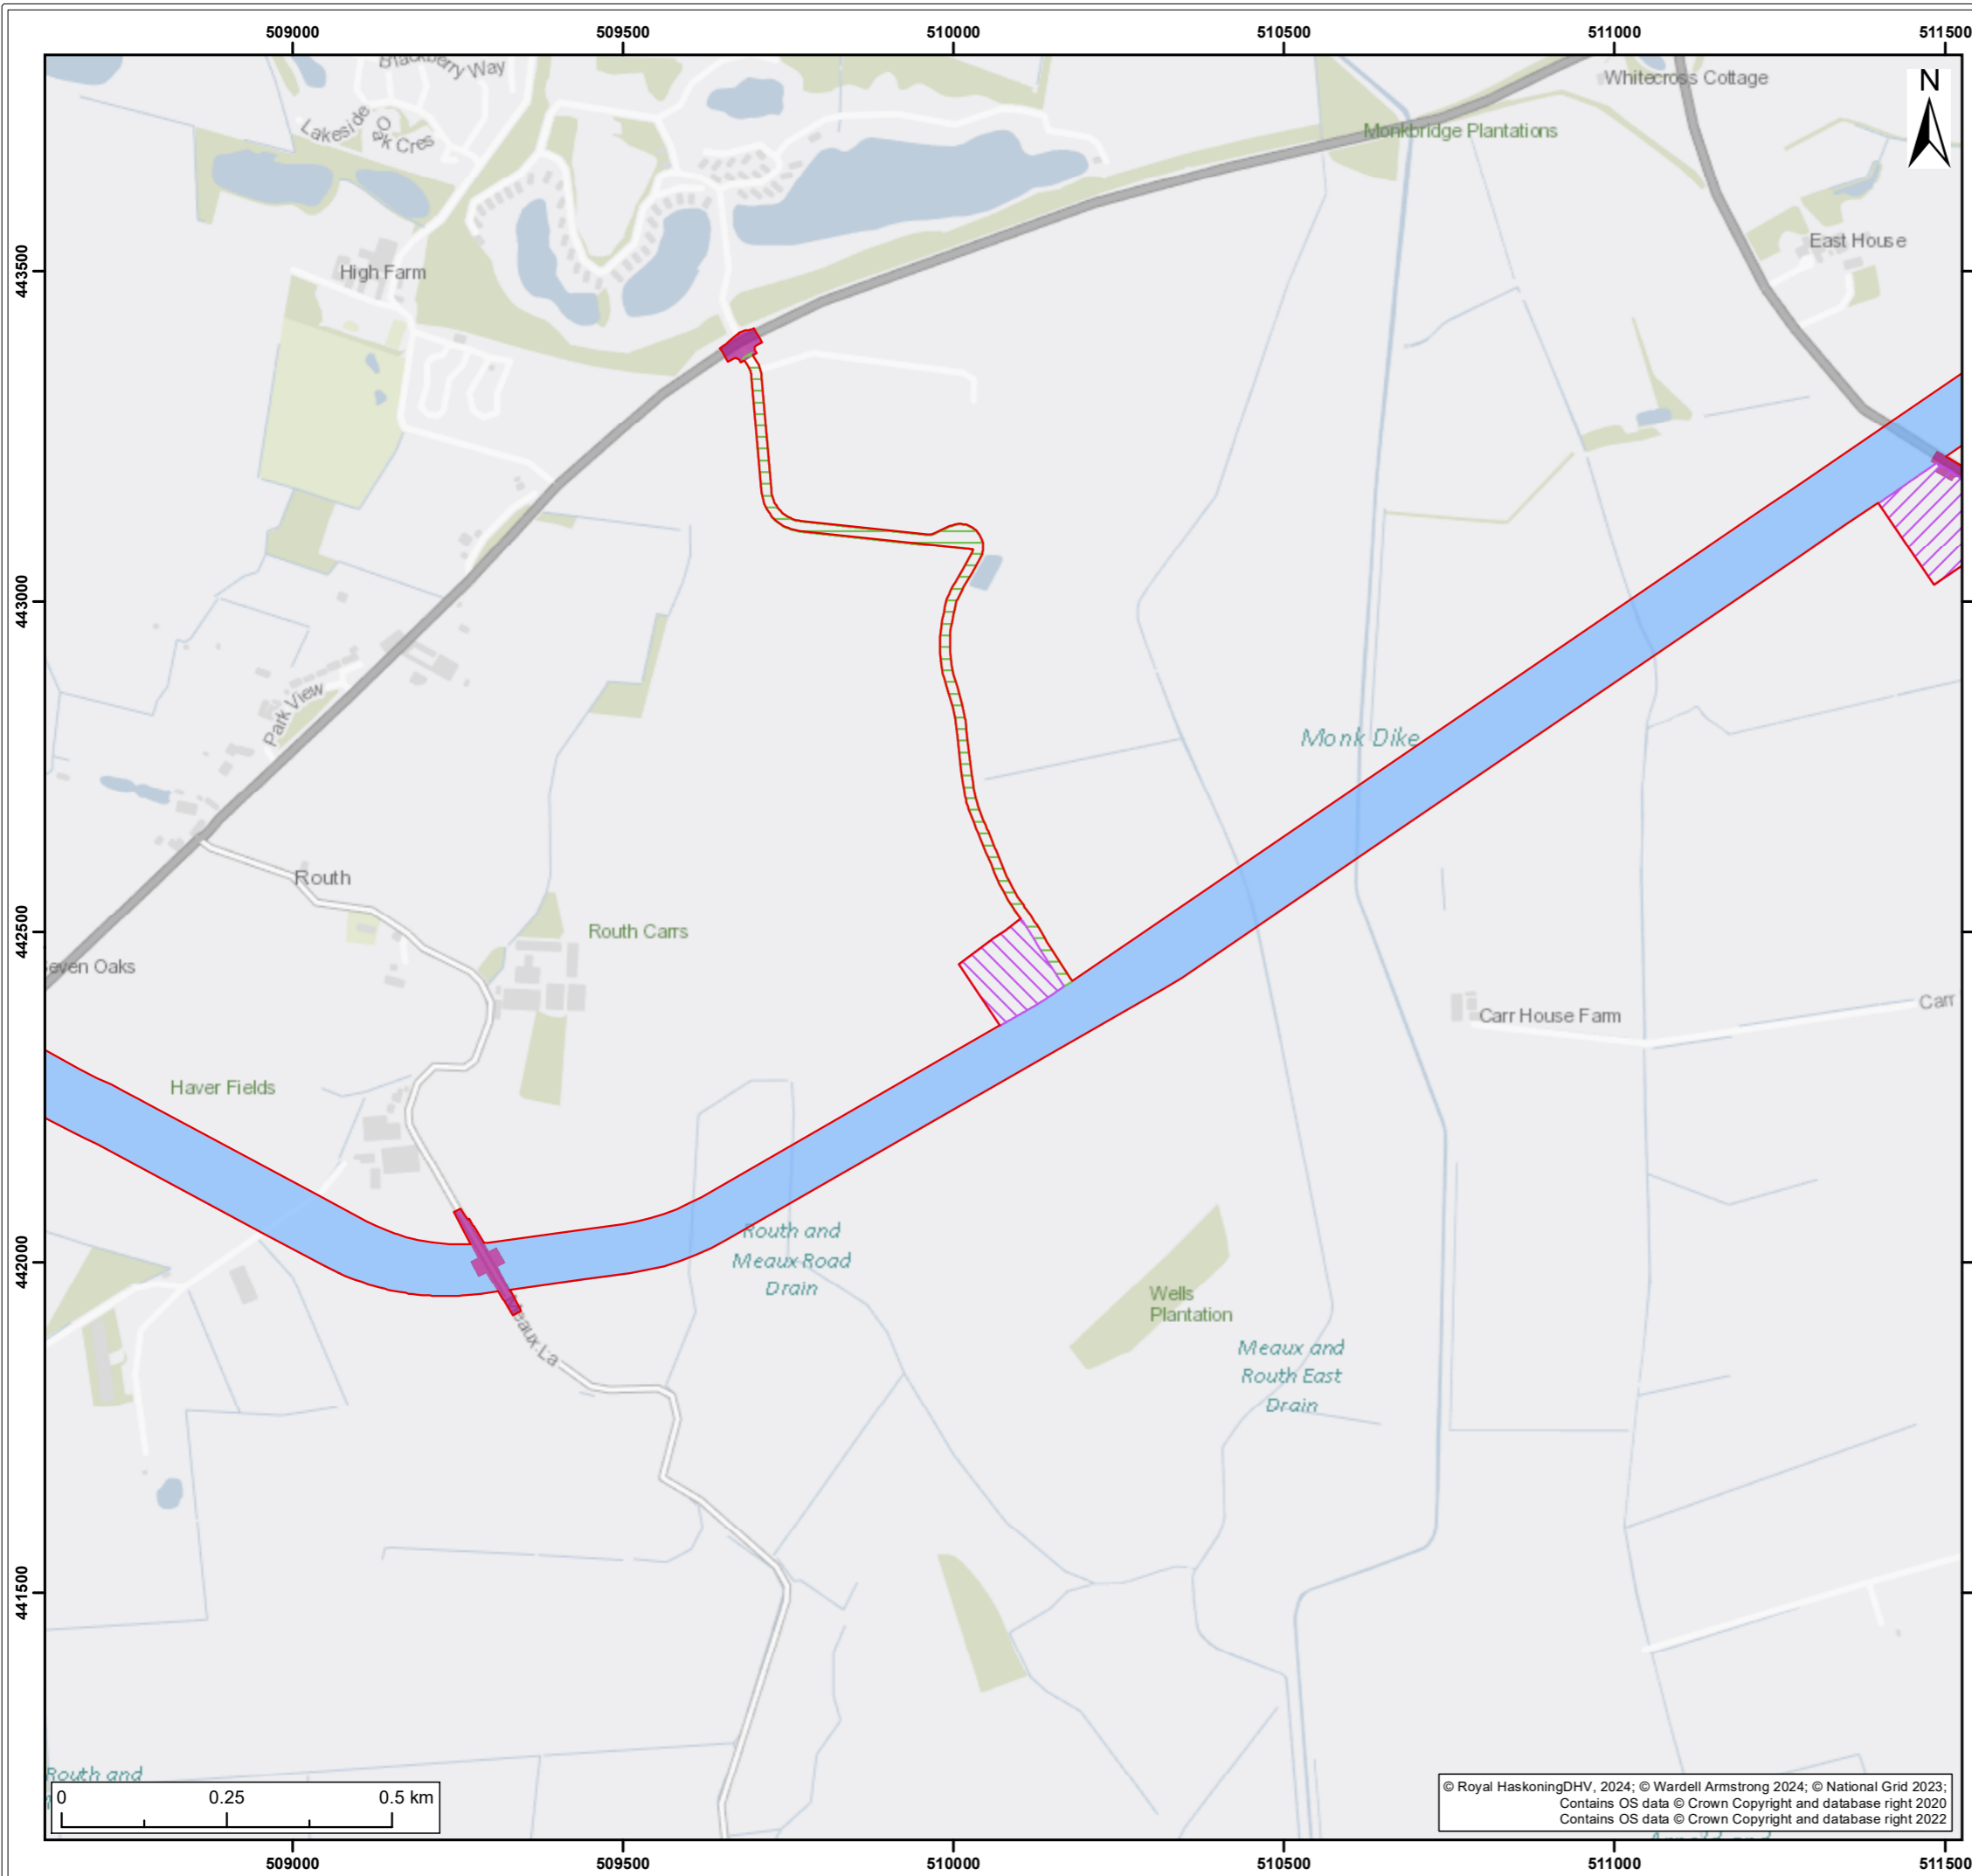 509000 509500 510000 510500 511000 511500
Blackberry Way
Whitecross Cottage
N
Lakeside
Oak Cres
Monkbridge Plantations
East House
443500
High Farm
443000
Park View
Monk Dike
Routh
Routh Carrs
442500
Seven Oaks
Carr House Farm
Carr
Haver Fields
Routh and
Meaux Road
Drain
442000
Wells
Plantation
Meaux and
Routh East
Drain
eaux La
441500
Routh and
0 0.25 0.5 km
© Royal HaskoningDHV, 2024; © Wardell Armstrong 2024; © National Grid 2023;
Contains OS data © Crown Copyright and database right 2020
Contains OS data © Crown Copyright and database right 2022
509000 509500 510000 510500 511000 511500